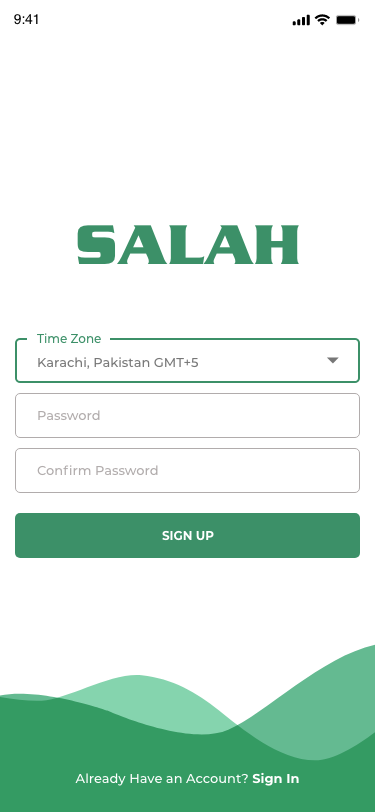 9:41
SALAH
Time Zone
Karachi, Pakistan GMT+5
Password
Confirm Password
SIGN UP
Already Have an Account? Sign In